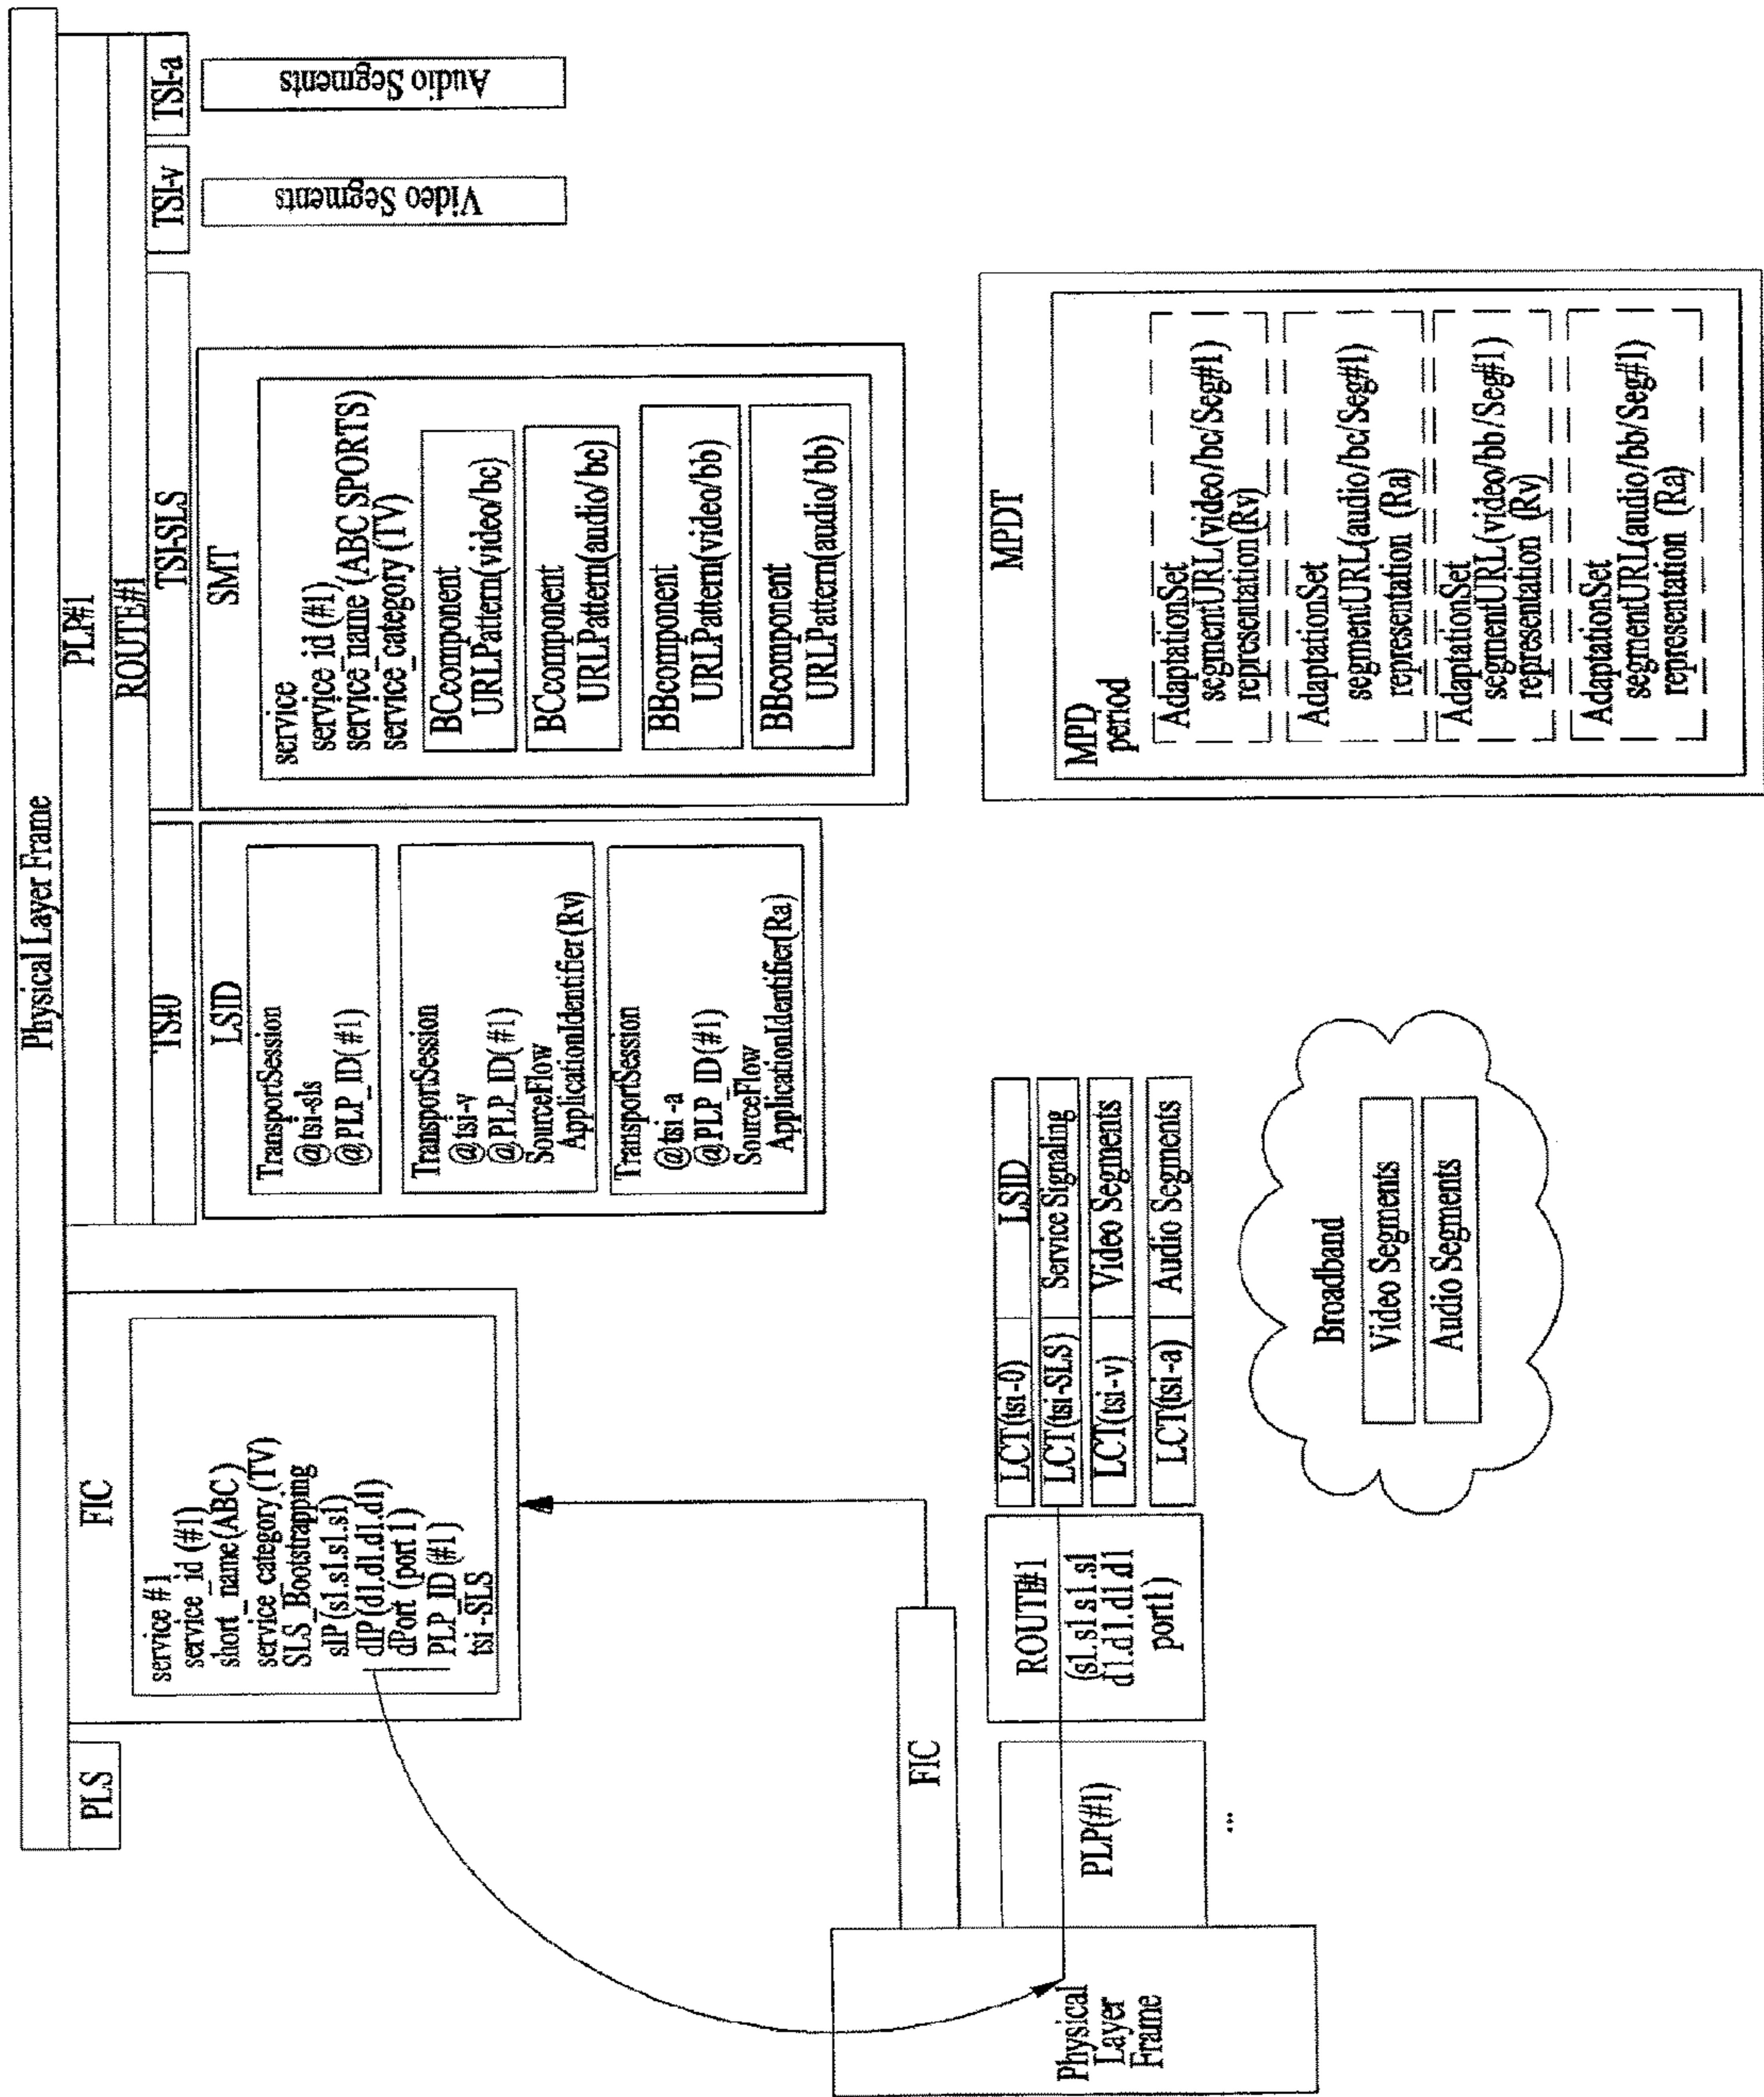 Physical Layer Frame
PLS
FIC
service #1
service_id (#1)
short_name (ABC)
service_category (TV)
SLS_Bootstrapping
sIP (s1.s1.s1.s1)
dIP (d1.d1.d1.d1)
dPort (port 1)
PLP_ID (#1)
tsi-SLS
PLP#1
ROUTE#1
TSI-0
LSID
TransportSession
@tsi-sls
@PLP_ID(#1)
TransportSession
@tsi-v
@PLP_ID(#1)
SourceFlow
ApplicationIdentifier(Rv)
TransportSession
@tsi-a
@PLP_ID(#1)
SourceFlow
ApplicationIdentifier(Ra)
TSI-SLS
SMT
service
service id (#1)
service_name (ABC SPORTS)
service_category (TV)
BCcomponent
URLPattern(video/bc)
BCcomponent
URLPattern(audio/bc)
BBcomponent
URLPattern(video/bb)
BBcomponent
URLPattern(audio/bb)
TSI-v
Video Segments
TSI-a
Audio Segments
MPDT
MPD
period
AdaptationSet
segmentURL(video/bc/Seg#1)
representation (Rv)
AdaptationSet
segmentURL(audio/bc/Seg#1)
representation (Ra)
AdaptationSet
segmentURL(video/bb/Seg#1)
representation (Rv)
AdaptationSet
segmentURL(audio/bb/Seg#1)
representation (Ra)
Physical
Layer
Frame
FIC
PLP(#1)
...
ROUTE#1
(s1.s1.s1.s1
d1.d1.d1.d1
port1)
LCT(tsi-0) LSID
LCT(tsi-SLS) Service Signaling
LCT(tsi-v) Video Segments
LCT(tsi-a) Audio Segments
Broadband
Video Segments
Audio Segments